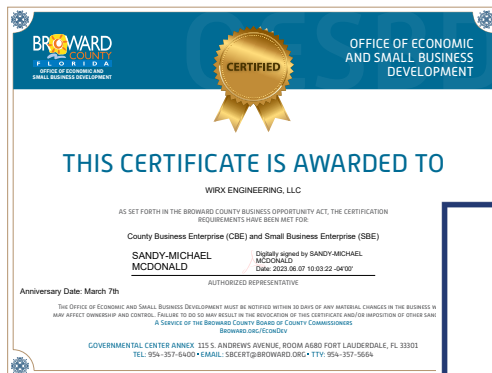 BROWARD
COUNTY
FLORIDA
OFFICE OF ECONOMIC AND
SMALL BUSINESS DEVELOPMENT
CERTIFIED
OFFICE OF ECONOMIC
AND SMALL BUSINESS
DEVELOPMENT
THIS CERTIFICATE IS AWARDED TO
WIRX ENGINEERING, LLC
AS SET FORTH IN THE BROWARD COUNTY BUSINESS OPPORTUNITY ACT, THE CERTIFICATION
REQUIREMENTS HAVE BEEN MET FOR:
County Business Enterprise (CBE) and Small Business Enterprise (SBE)
SANDY-MICHAEL
MCDONALD
Digitally signed by SANDY-MICHAEL
MCDONALD
Date: 2023.06.07 10:03:22 -04'00'
AUTHORIZED REPRESENTATIVE
Anniversary Date: March 7th
THE OFFICE OF ECONOMIC AND SMALL BUSINESS DEVELOPMENT MUST BE NOTIFIED WITHIN 30 DAYS OF ANY MATERIAL CHANGES IN THE BUSINESS W
MAY AFFECT OWNERSHIP AND CONTROL. FAILURE TO DO SO MAY RESULT IN THE REVOCATION OF THIS CERTIFICATE AND/OR IMPOSITION OF OTHER SAN
A SERVICE OF THE BROWARD COUNTY BOARD OF COUNTY COMMISSIONERS
BROWARD.ORG/ECONDEV
GOVERNMENTAL CENTER ANNEX 115 S. ANDREWS AVENUE, ROOM A680 FORT LAUDERDALE, FL 33301
TEL: 954-357-6400 • EMAIL: SBCERT@BROWARD.ORG • TTY: 954-357-5664